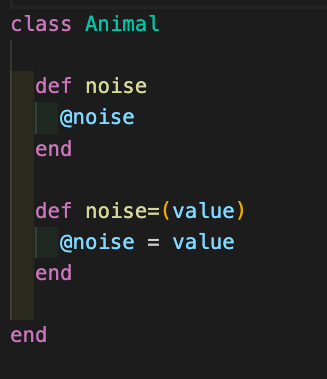 class Animal
  def noise
    @noise
  end
  def noise=(value)
    @noise = value
  end
end